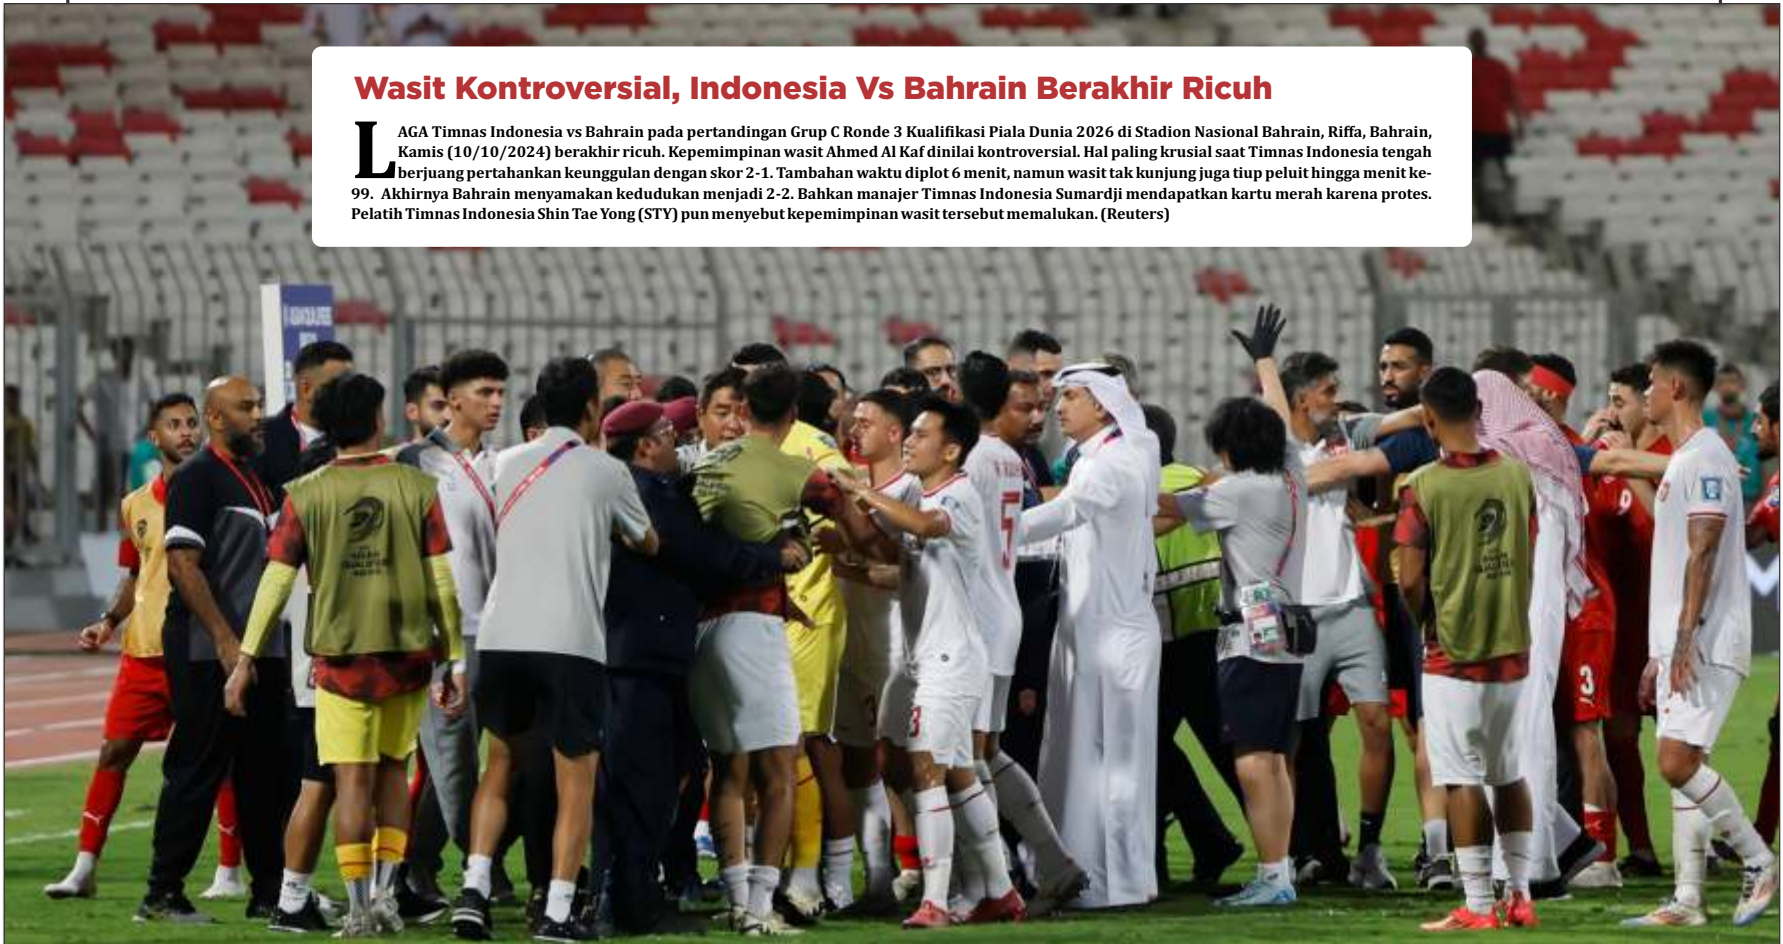 Wasit Kontroversial, Indonesia Vs Bahrain Berakhir Ricuh
LAGA Timnas Indonesia vs Bahrain pada pertandingan Grup C Ronde 3 Kualifikasi Piala Dunia 2026 di Stadion Nasional Bahrain, Riffa, Bahrain,
Kamis (10/10/2024) berakhir ricuh. Kepemimpinan wasit Ahmed Al Kaf dinilai kontroversial. Hal paling krusial saat Timnas Indonesia tengah
berjuang pertahankan keunggulan dengan skor 2-1. Tambahan waktu diplot 6 menit, namun wasit tak kunjung juga tiup peluit hingga menit ke-
99. Akhirnya Bahrain menyamakan kedudukan menjadi 2-2. Bahkan manajer Timnas Indonesia Sumardji mendapatkan kartu merah karena protes.
Pelatih Timnas Indonesia Shin Tae Yong (STY) pun menyebut kepemimpinan wasit tersebut memalukan. (Reuters)
5
3
3